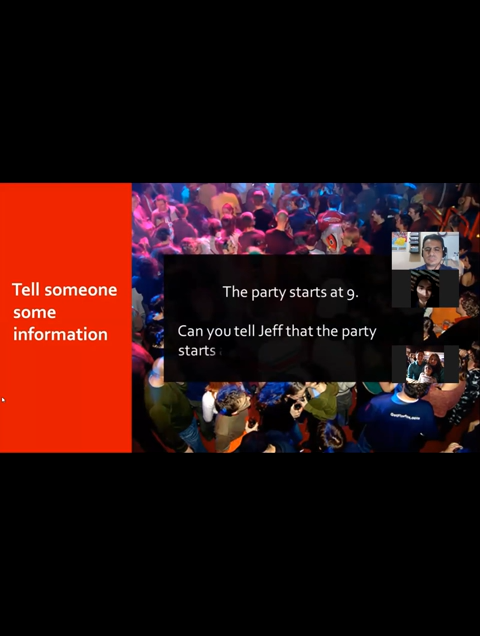 Tell someone
some
information
The party starts at 9.
Can you tell Jeff that the party
starts